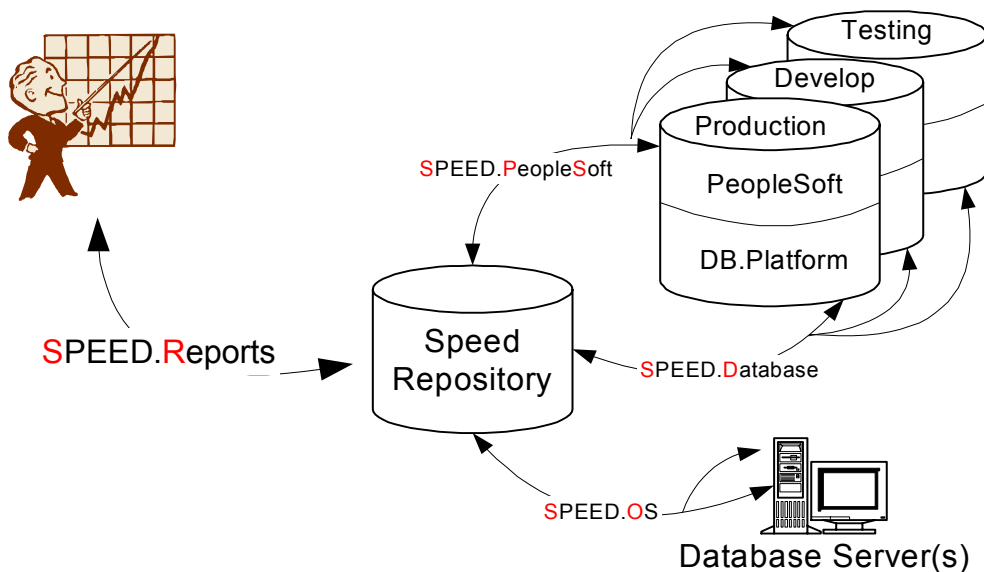 Testing
Develop
Production
SPEED.PeopleSoft
PeopleSoft
DB.Platform
SPEED.Reports
Speed
Repository
SPEED.Database
SPEED.OS
Database Server(s)